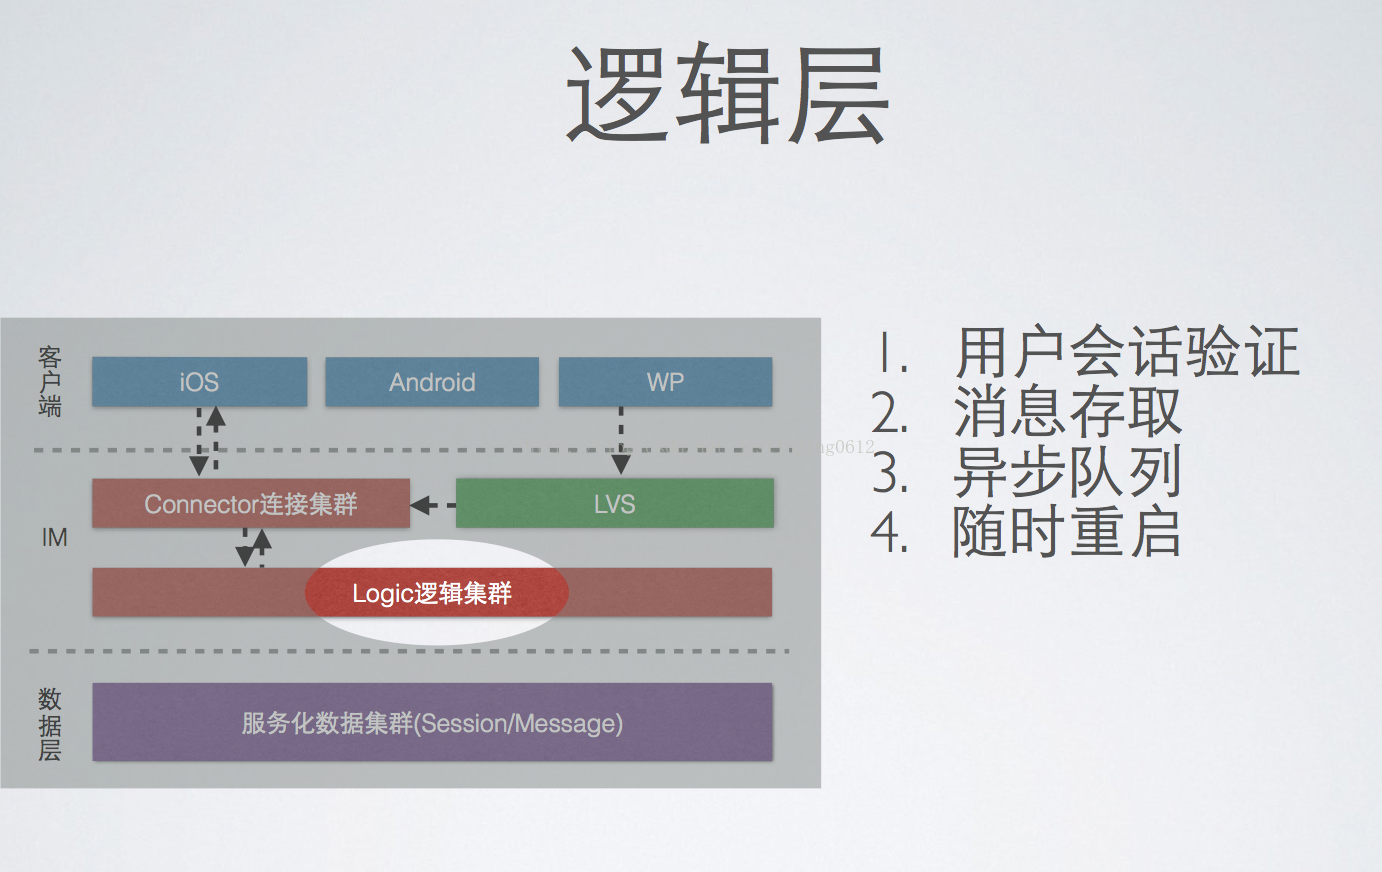 逻辑层
客户端
iOS
Android
WP
IM
Connector连接集群
LVS
Logic逻辑集群
数据层
服务化数据集群(Session/Message)
1. 用户会话验证
2. 消息存取
3. 异步队列
4. 随时重启
ng0612